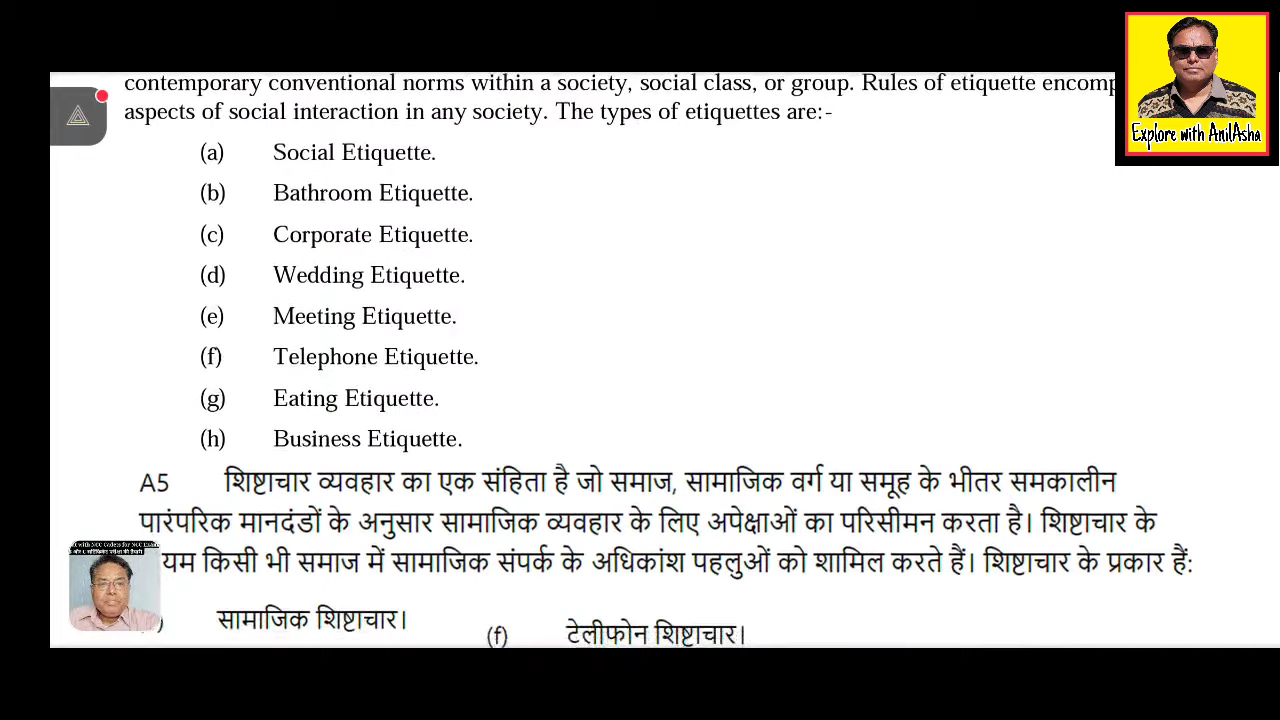 contemporary conventional norms within a society, social class, or group. Rules of etiquette encomp
aspects of social interaction in any society. The types of etiquettes are:-
(a) Social Etiquette.
(b) Bathroom Etiquette.
(c) Corporate Etiquette.
(d) Wedding Etiquette.
(e) Meeting Etiquette.
(f) Telephone Etiquette.
(g) Eating Etiquette.
(h) Business Etiquette.
A5 शिष्टाचार व्यवहार का एक संहिता है जो समाज, सामाजिक वर्ग या समूह के भीतर समकालीन
पारंपरिक मानदंडों के अनुसार सामाजिक व्यवहार के लिए अपेक्षाओं का परिसीमन करता है। शिष्टाचार के
यम किसी भी समाज में सामाजिक संपर्क के अधिकांश पहलुओं को शामिल करते हैं। शिष्टाचार के प्रकार हैं:
सामाजिक शिष्टाचार।
(f) टेलीफोन शिष्टाचार।
Explore with AnilAsha